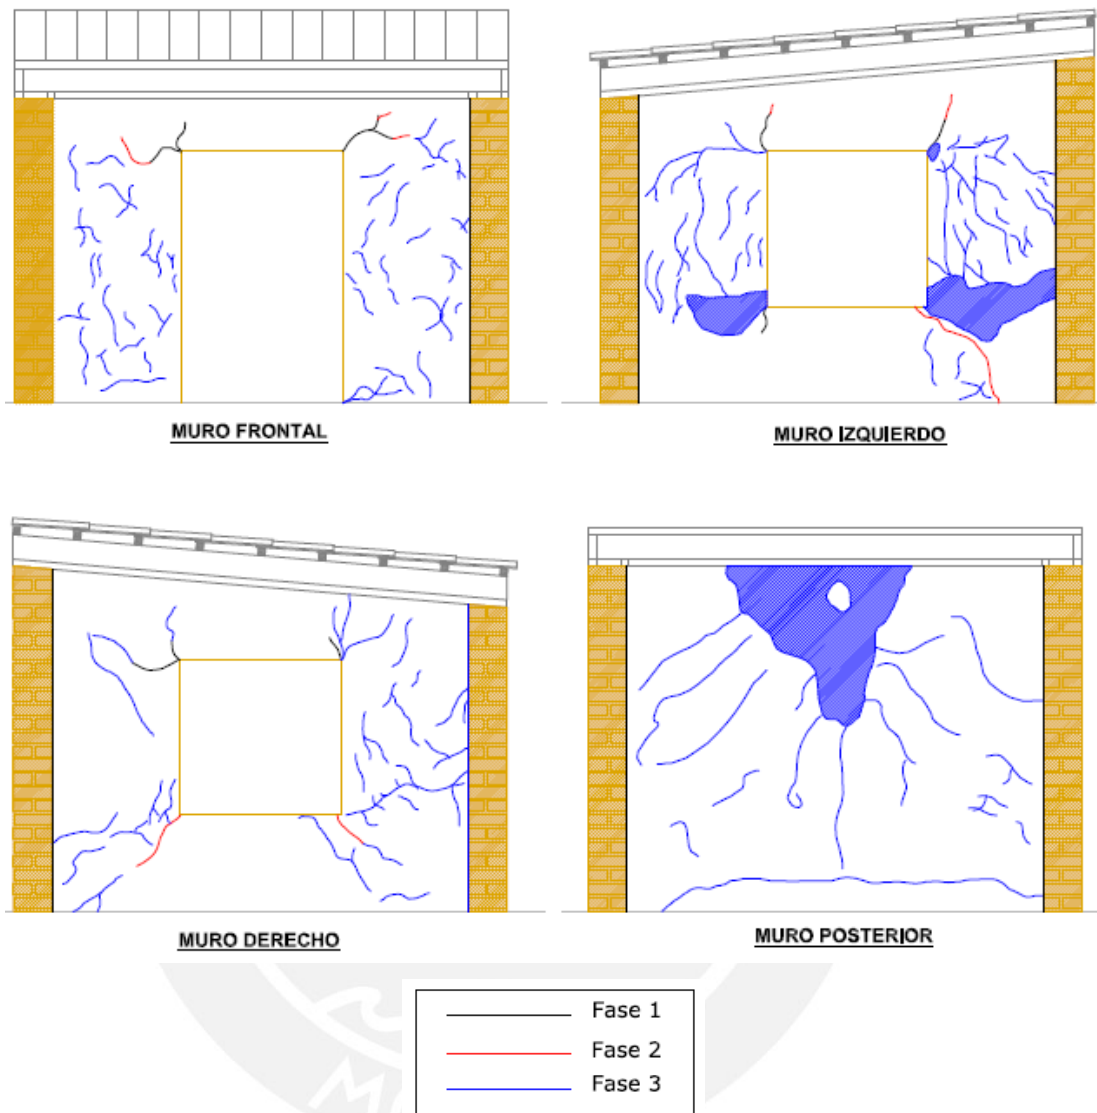 MURO FRONTAL
MURO IZQUIERDO
MURO DERECHO
MURO POSTERIOR
Fase 1
Fase 2
Fase 3